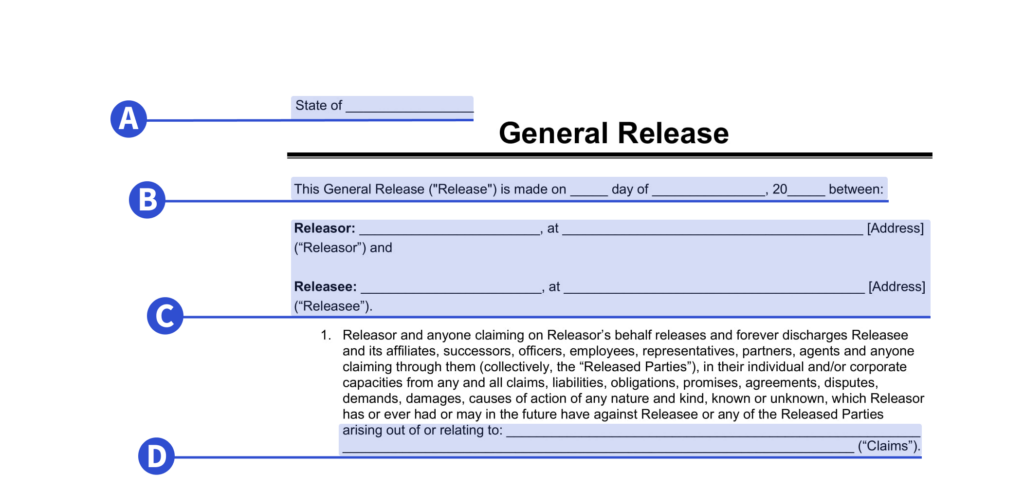 A
State of _________________
General Release
B
This General Release ("Release") is made on _____ day of _______________, 20_____ between:
Releasor: ________________________, at ________________________________________ [Address]
(“Releasor”) and
Releasee: ________________________, at ________________________________________ [Address]
(“Releasee”).
C
1. Releasor and anyone claiming on Releasor’s behalf releases and forever discharges Releasee
and its affiliates, successors, officers, employees, representatives, partners, agents and anyone
claiming through them (collectively, the “Released Parties”), in their individual and/or corporate
capacities from any and all claims, liabilities, obligations, promises, agreements, disputes,
demands, damages, causes of action of any nature and kind, known or unknown, which Releasor
has or ever had or may in the future have against Releasee or any of the Released Parties
arising out of or relating to: _______________________________________________________
____________________________________________________________________ (“Claims”).
D